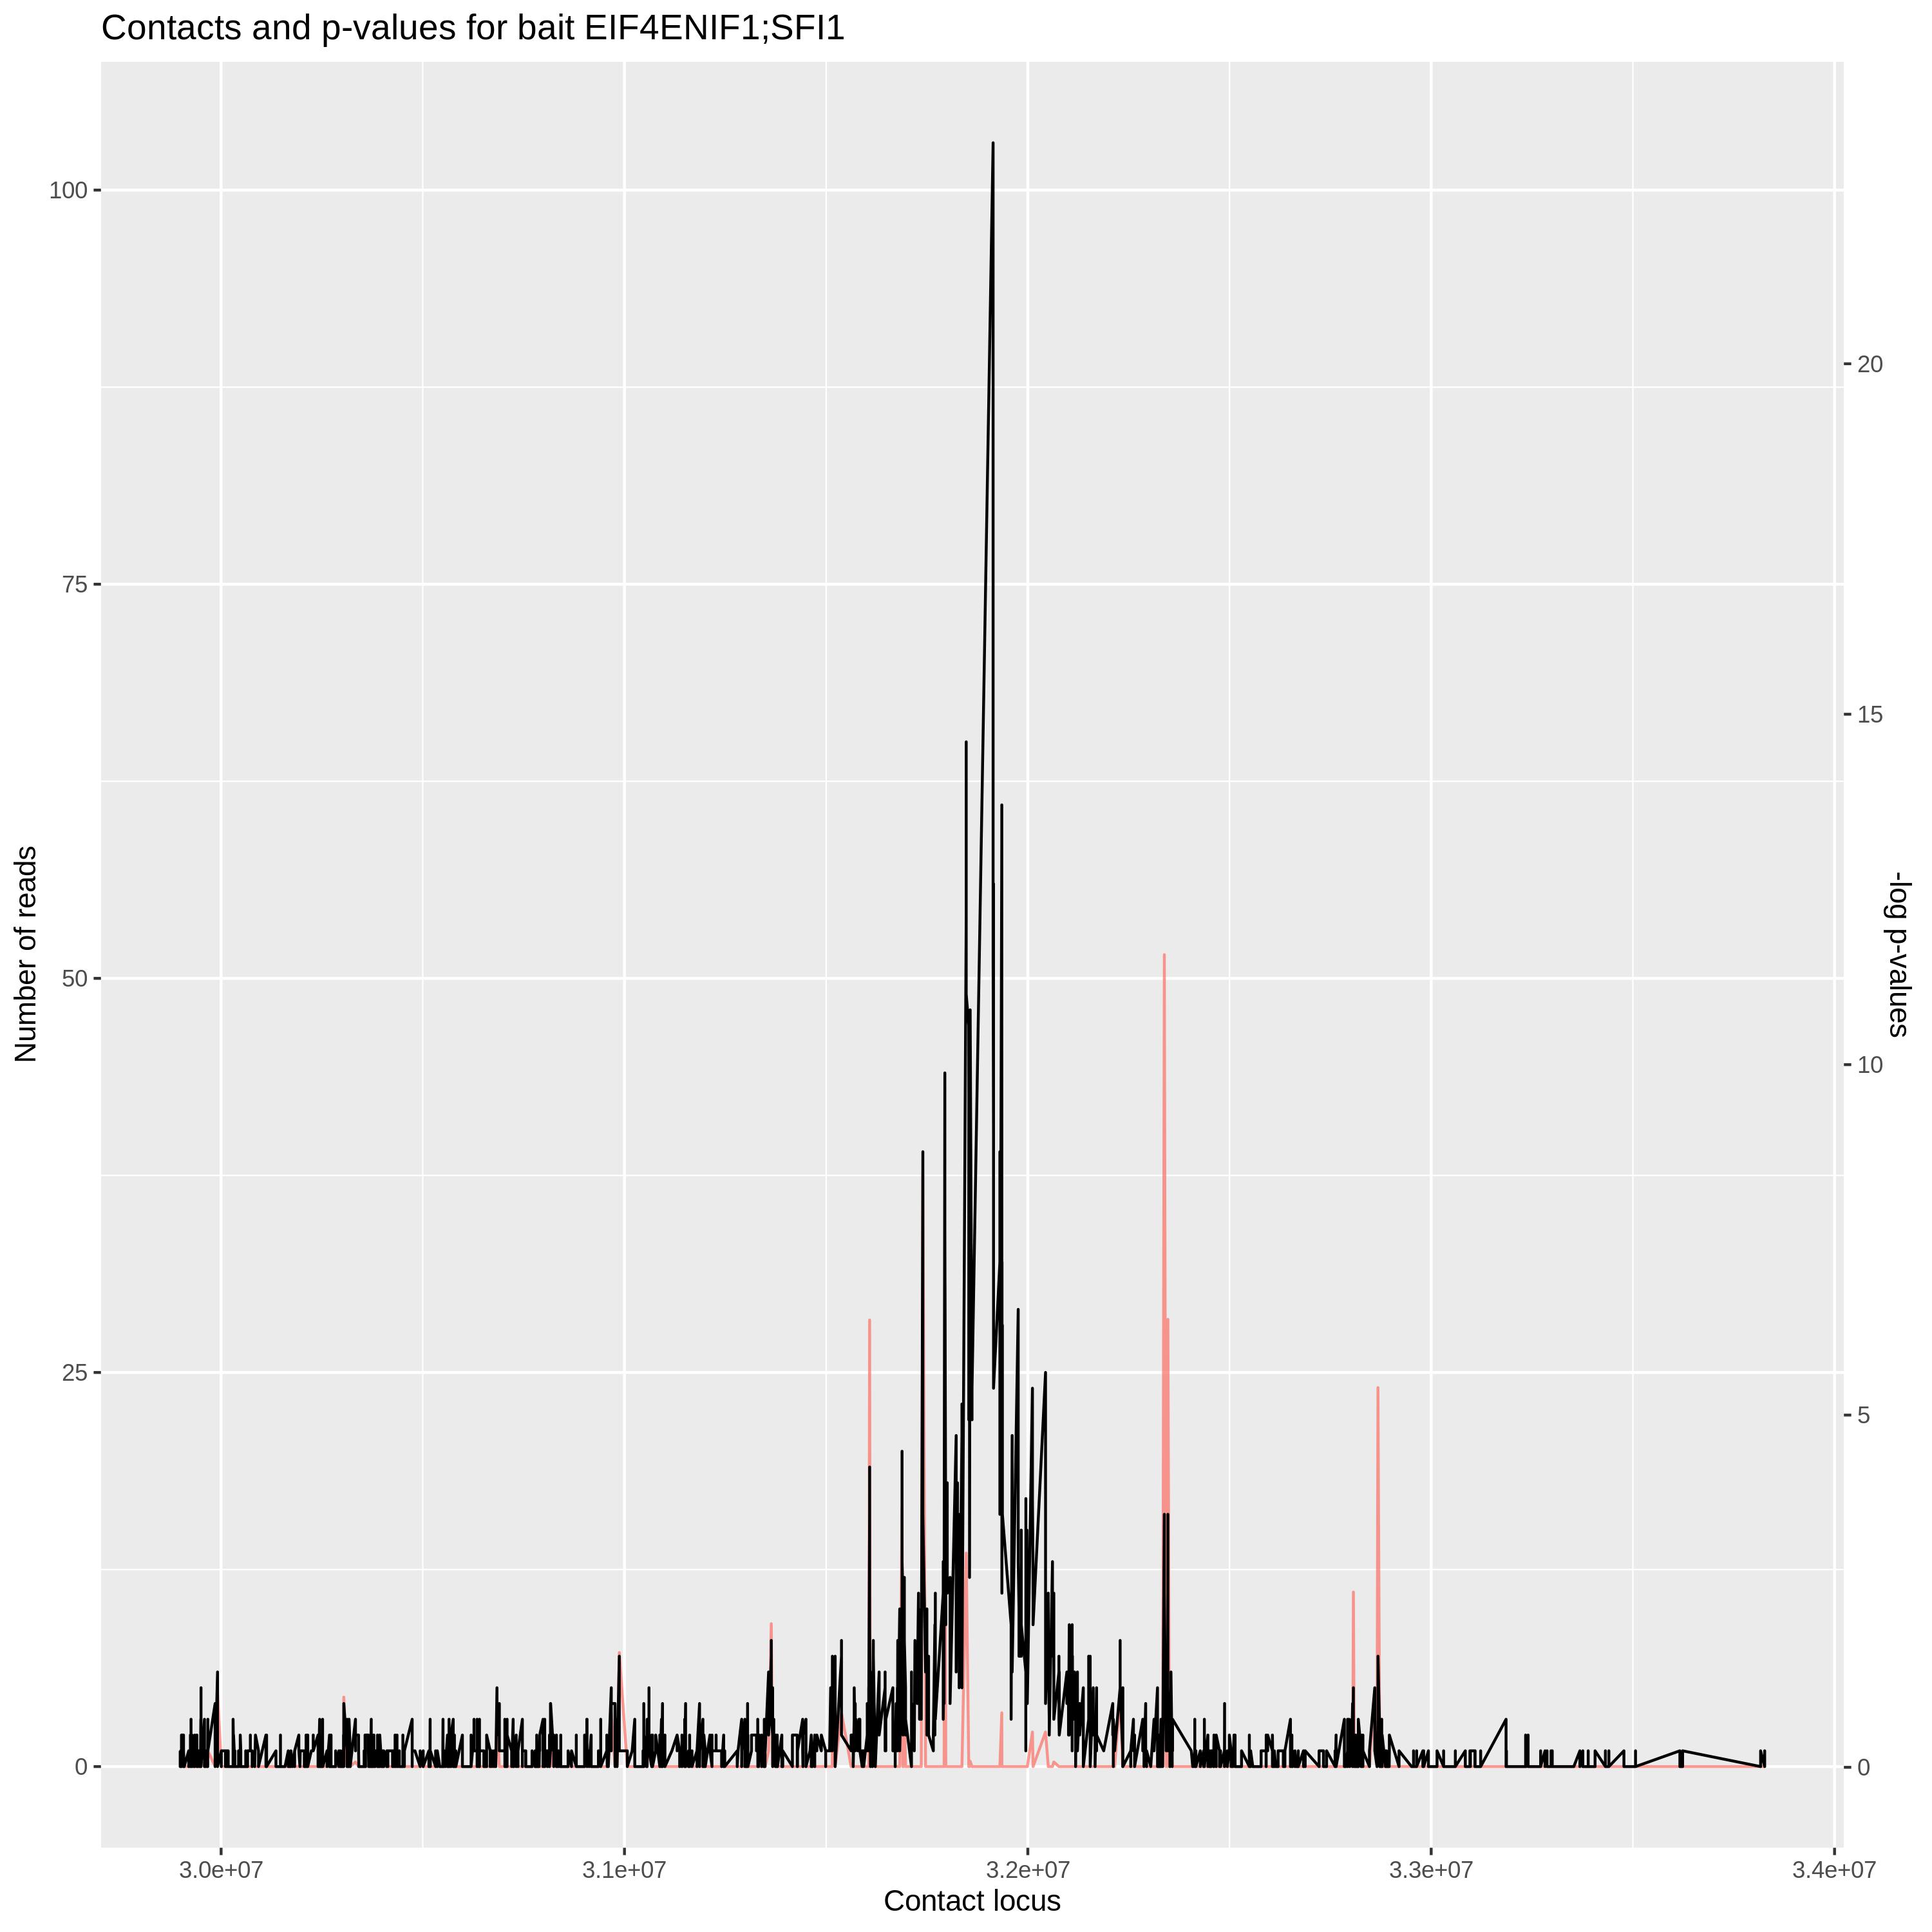 Contacts and p-values for bait EIF4ENIF1;SFI1
100
75
50
25
0
Number of reads
20
15
10
5
0
-log p-values
3.0e+07
3.1e+07
3.2e+07
3.3e+07
3.4e+07
Contact locus